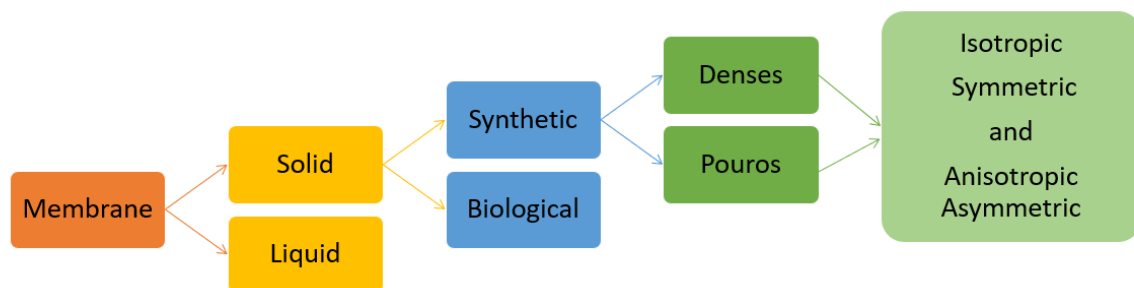 Membrane
Solid
Liquid
Synthetic
Biological
Denses
Pouros
Isotropic
Symmetric
and
Anisotropic
Asymmetric